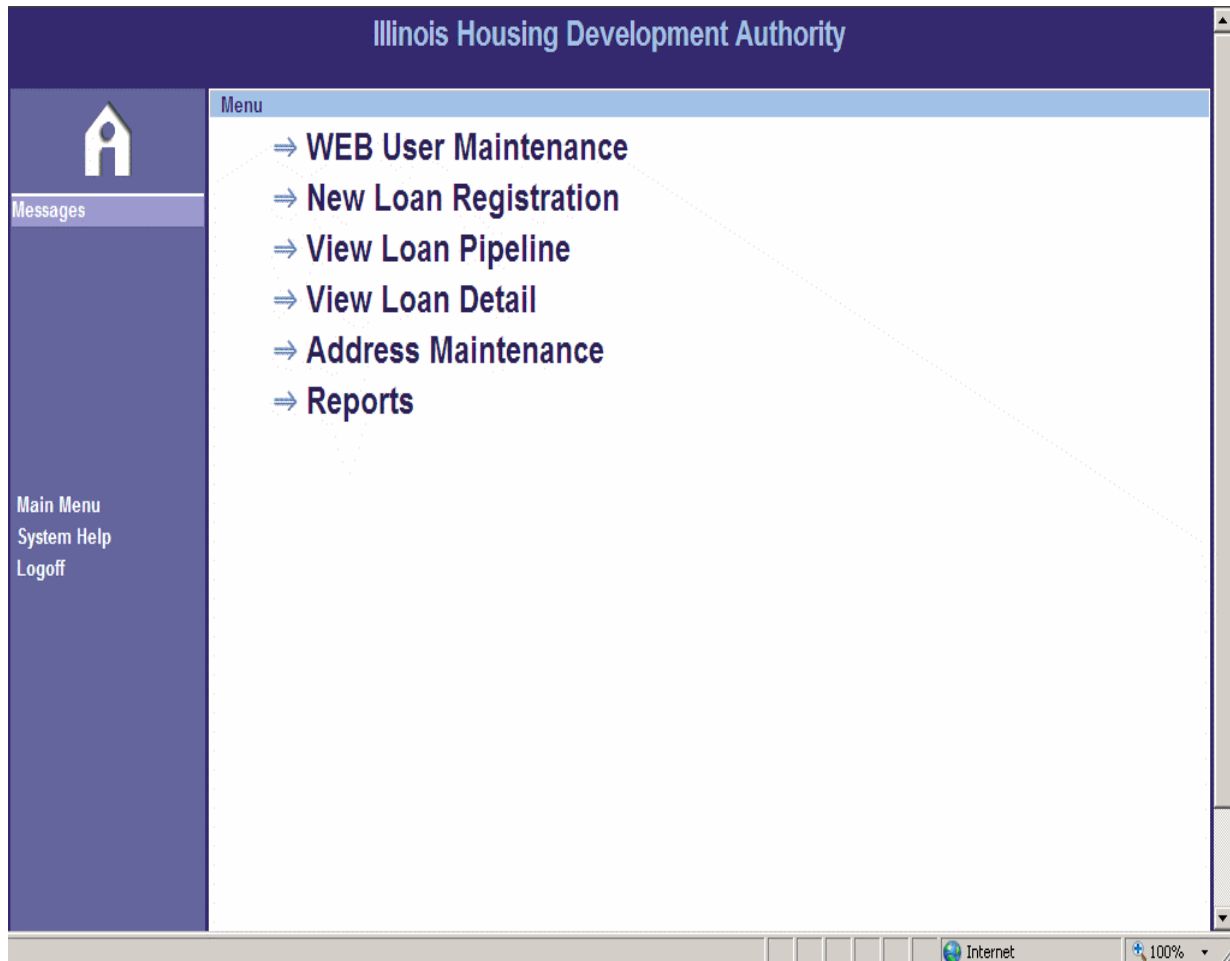 Illinois Housing Development Authority
Menu
⇒ WEB User Maintenance
⇒ New Loan Registration
⇒ View Loan Pipeline
⇒ View Loan Detail
⇒ Address Maintenance
⇒ Reports
Messages
Main Menu
System Help
Logoff
Internet
100%